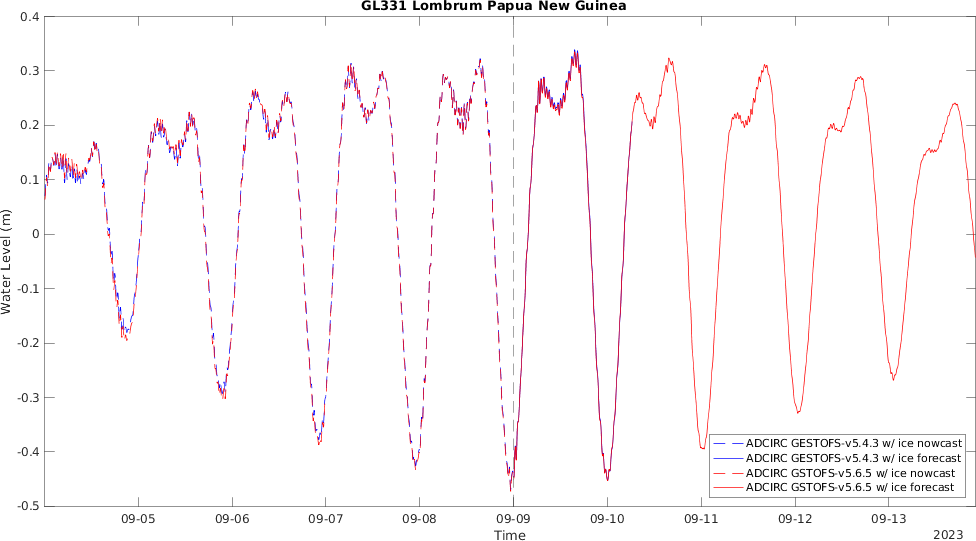 GL331 Lombrum Papua New Guinea
0.4
0.3
0.2
0.1
0
-0.1
-0.2
-0.3
-0.4
-0.5
Water Level (m)
09-05 09-06 09-07 09-08 09-09 09-10 09-11 09-12 09-13
Time
2023
ADCIRC GESTOFS-v5.4.3 w/ ice nowcast
ADCIRC GESTOFS-v5.4.3 w/ ice forecast
ADCIRC GSTOFS-v5.6.5 w/ ice nowcast
ADCIRC GSTOFS-v5.6.5 w/ ice forecast